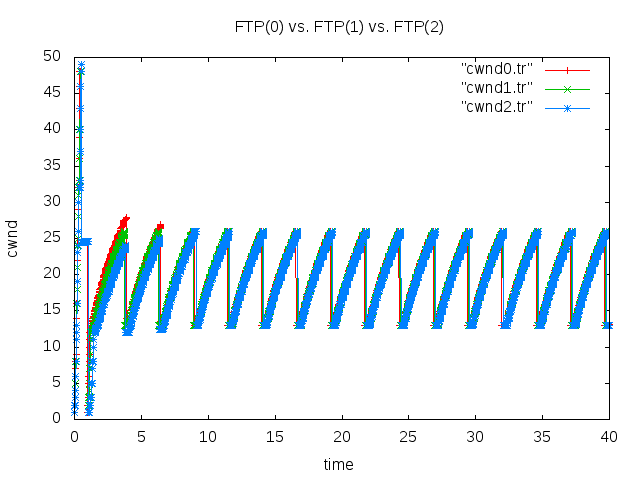 FTP(0) vs. FTP(1) vs. FTP(2)
"cwnd0.tr"
"cwnd1.tr"
"cwnd2.tr"
50
45
40
35
30
25
20
15
10
5
0
cwnd
0 5 10 15 20 25 30 35 40
time